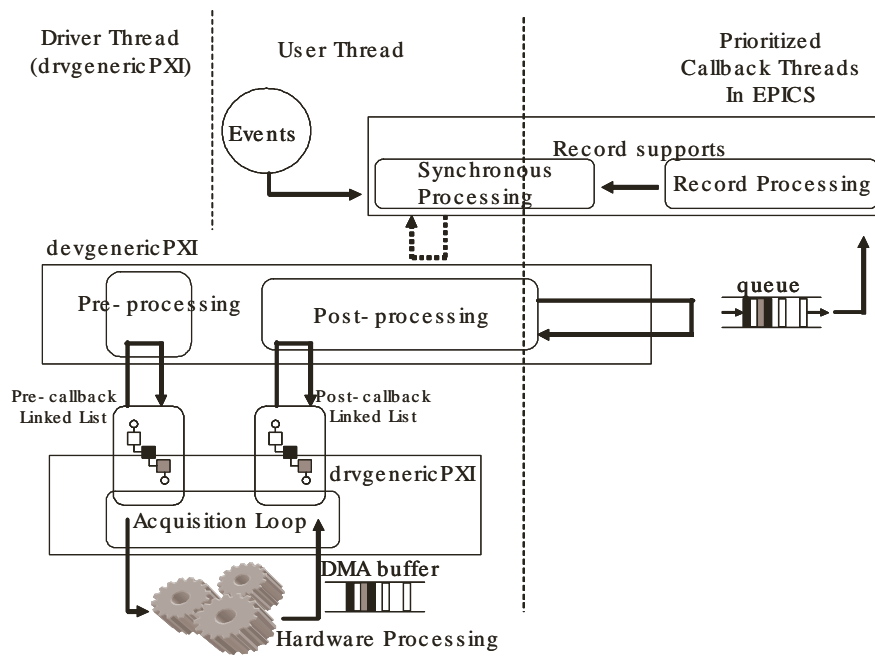 Driver Thread
(drvgenericPXI)
User Thread
Prioritized
Callback Threads
In EPICS
Events
Record supports
Synchronous
Processing
Record Processing
devgenericPXI
Pre- processing
Post- processing
queue
Pre- callback
Linked List
Post- callback
Linked List
drvgenericPXI
Acquisition Loop
DMA buffer
Hardware Processing